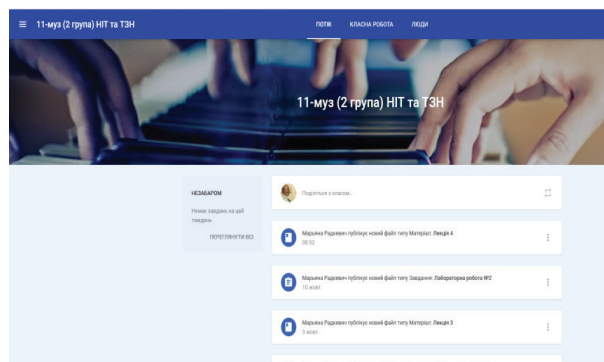 11-муз (2 група) НІТ та ТЗН
ПОТІК КЛАСНА РОБОТА ЛЮДИ
11-муз (2 група) НІТ та ТЗН
НЕЗАБАРОМ
Немає завдань на цей
тиждень
ПЕРЕГЛЯНУТИ ВСІ
Поділіться з класом…
Марьяна Радкевич публікує новий файл типу Матеріал: Лекція 4
08:52
Марьяна Радкевич публікує новий файл типу Завдання: Лабораторна робота №2
10 жовт.
Марьяна Радкевич публікує новий файл типу Матеріал: Лекція 3
3 жовт.